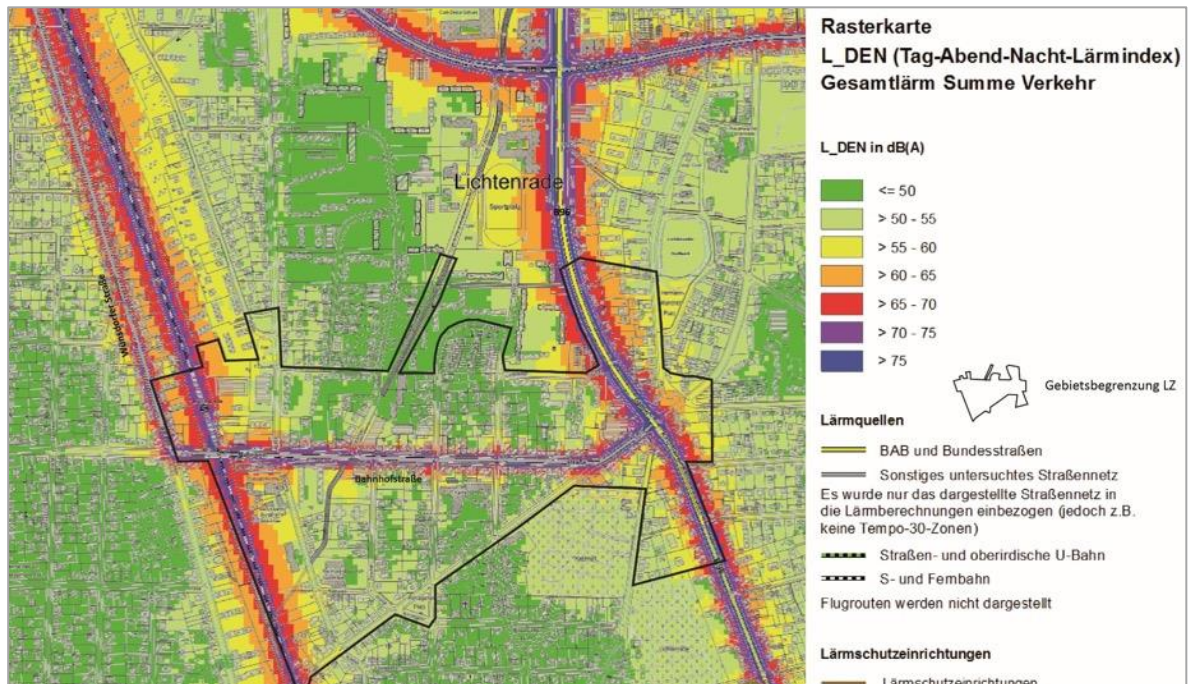 Lichtenrade
Sportplatz
B96
Wünsdorfer Straße
Bahnhofstraße
Rasterkarte
L_DEN (Tag-Abend-Nacht-Lärmindex)
Gesamtlärm Summe Verkehr
L_DEN in dB(A)
<= 50
> 50 - 55
> 55 - 60
> 60 - 65
> 65 - 70
> 70 - 75
> 75
Gebietsbegrenzung LZ
Lärmquellen
BAB und Bundesstraßen
Sonstiges untersuchtes Straßennetz
Es wurde nur das dargestellte Straßennetz in
die Lärmberechnungen einbezogen (jedoch z.B.
keine Tempo-30-Zonen)
Straßen- und oberirdische U-Bahn
S- und Fernbahn
Flugrouten werden nicht dargestellt
Lärmschutzeinrichtungen
Lärmschutzeinrichtungen